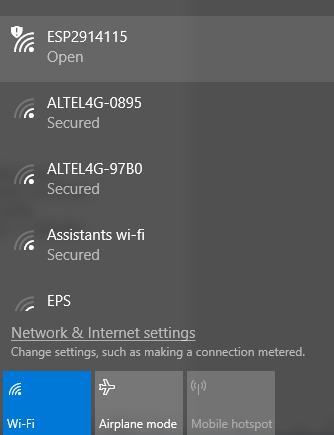 ESP2914115
Open
ALTEL4G-0895
Secured
ALTEL4G-97B0
Secured
Assistants wi-fi
Secured
EPS
Network & Internet settings
Change settings, such as making a connection metered.
Wi-Fi
Airplane mode
Mobile hotspot